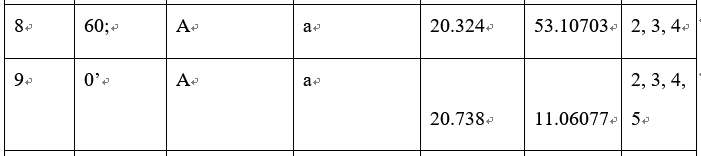 8 60; A a 20.324 53.10703 2, 3, 4
9 0’ A a 20.738 11.06077 2, 3, 4,
5